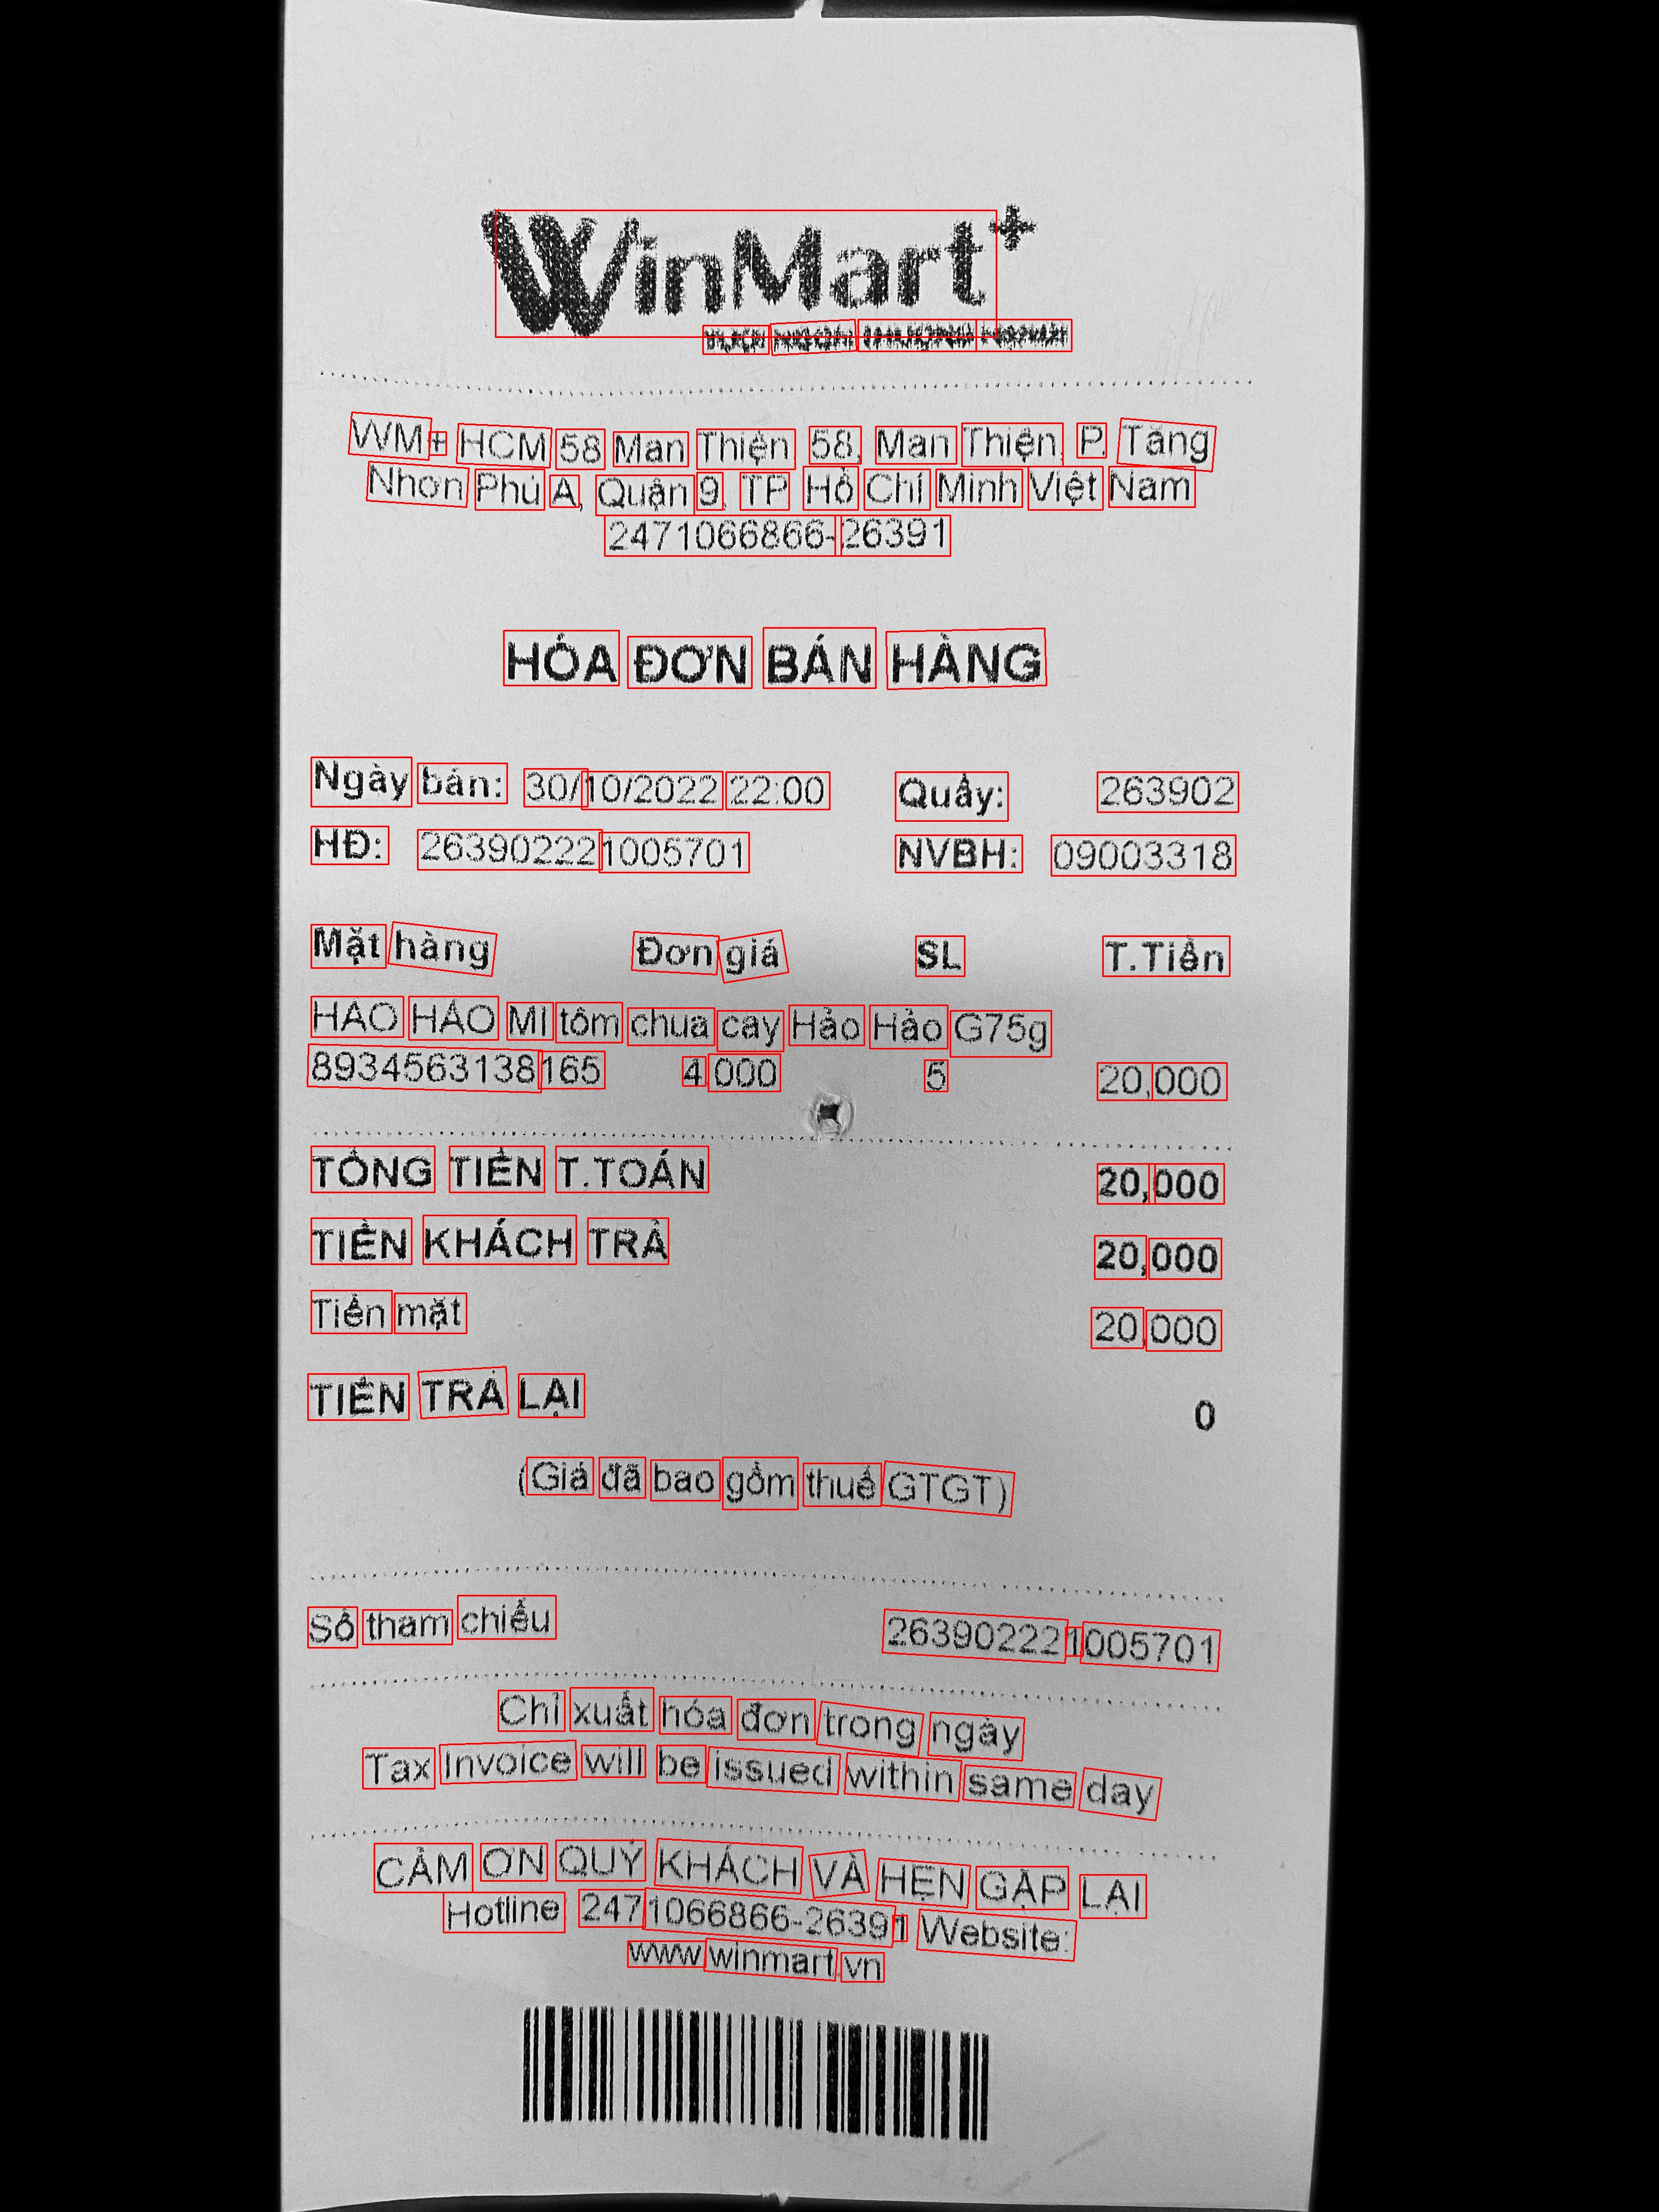 WinMart+
WM+ HCM 58 Man Thiện, 58, Man Thiện, P. Tăng
Nhơn Phú A, Quận 9, TP Hồ Chí Minh Việt Nam
2471066866-26391
HÓA ĐƠN BÁN HÀNG
Ngày bán: 30/10/2022 22:00 Quầy: 263902
HĐ: 263902221005701 NVBH: 09003318
Mặt hàng Đơn giá SL T.Tiền
HẢO HẢO Mì tôm chua cay Hảo Hảo G75g
8934563138165 4,000 5 20,000
TỔNG TIỀN T.TOÁN 20,000
TIỀN KHÁCH TRẢ 20,000
Tiền mặt 20,000
TIỀN TRẢ LẠI 0
(Giá đã bao gồm thuế GTGT)
Số tham chiếu 263902221005701
Chỉ xuất hóa đơn trong ngày
Tax Invoice will be issued within same day
CẢM ƠN QUÝ KHÁCH VÀ HẸN GẶP LẠI
Hotline 2471066866-26391 Website:
www.winmart.vn